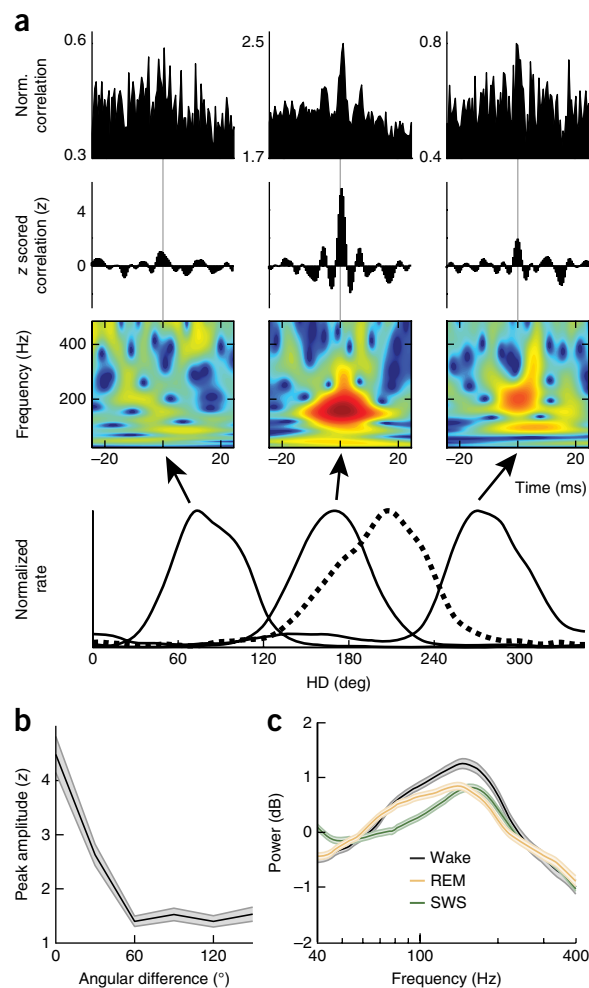 a
Norm. correlation
0.6
0.3
2.5
1.7
0.8
0.4
z scored correlation (z)
4
0
Frequency (Hz)
400
200
−20 0 20
−20 0 20
−20 0 20
Time (ms)
Normalized rate
0 60 120 180 240 300
HD (deg)
b
Peak amplitude (z)
4
3
2
1
0 60 120
Angular difference (°)
c
Power (dB)
2
1
0
−1
−2
Wake
REM
SWS
40 100 400
Frequency (Hz)